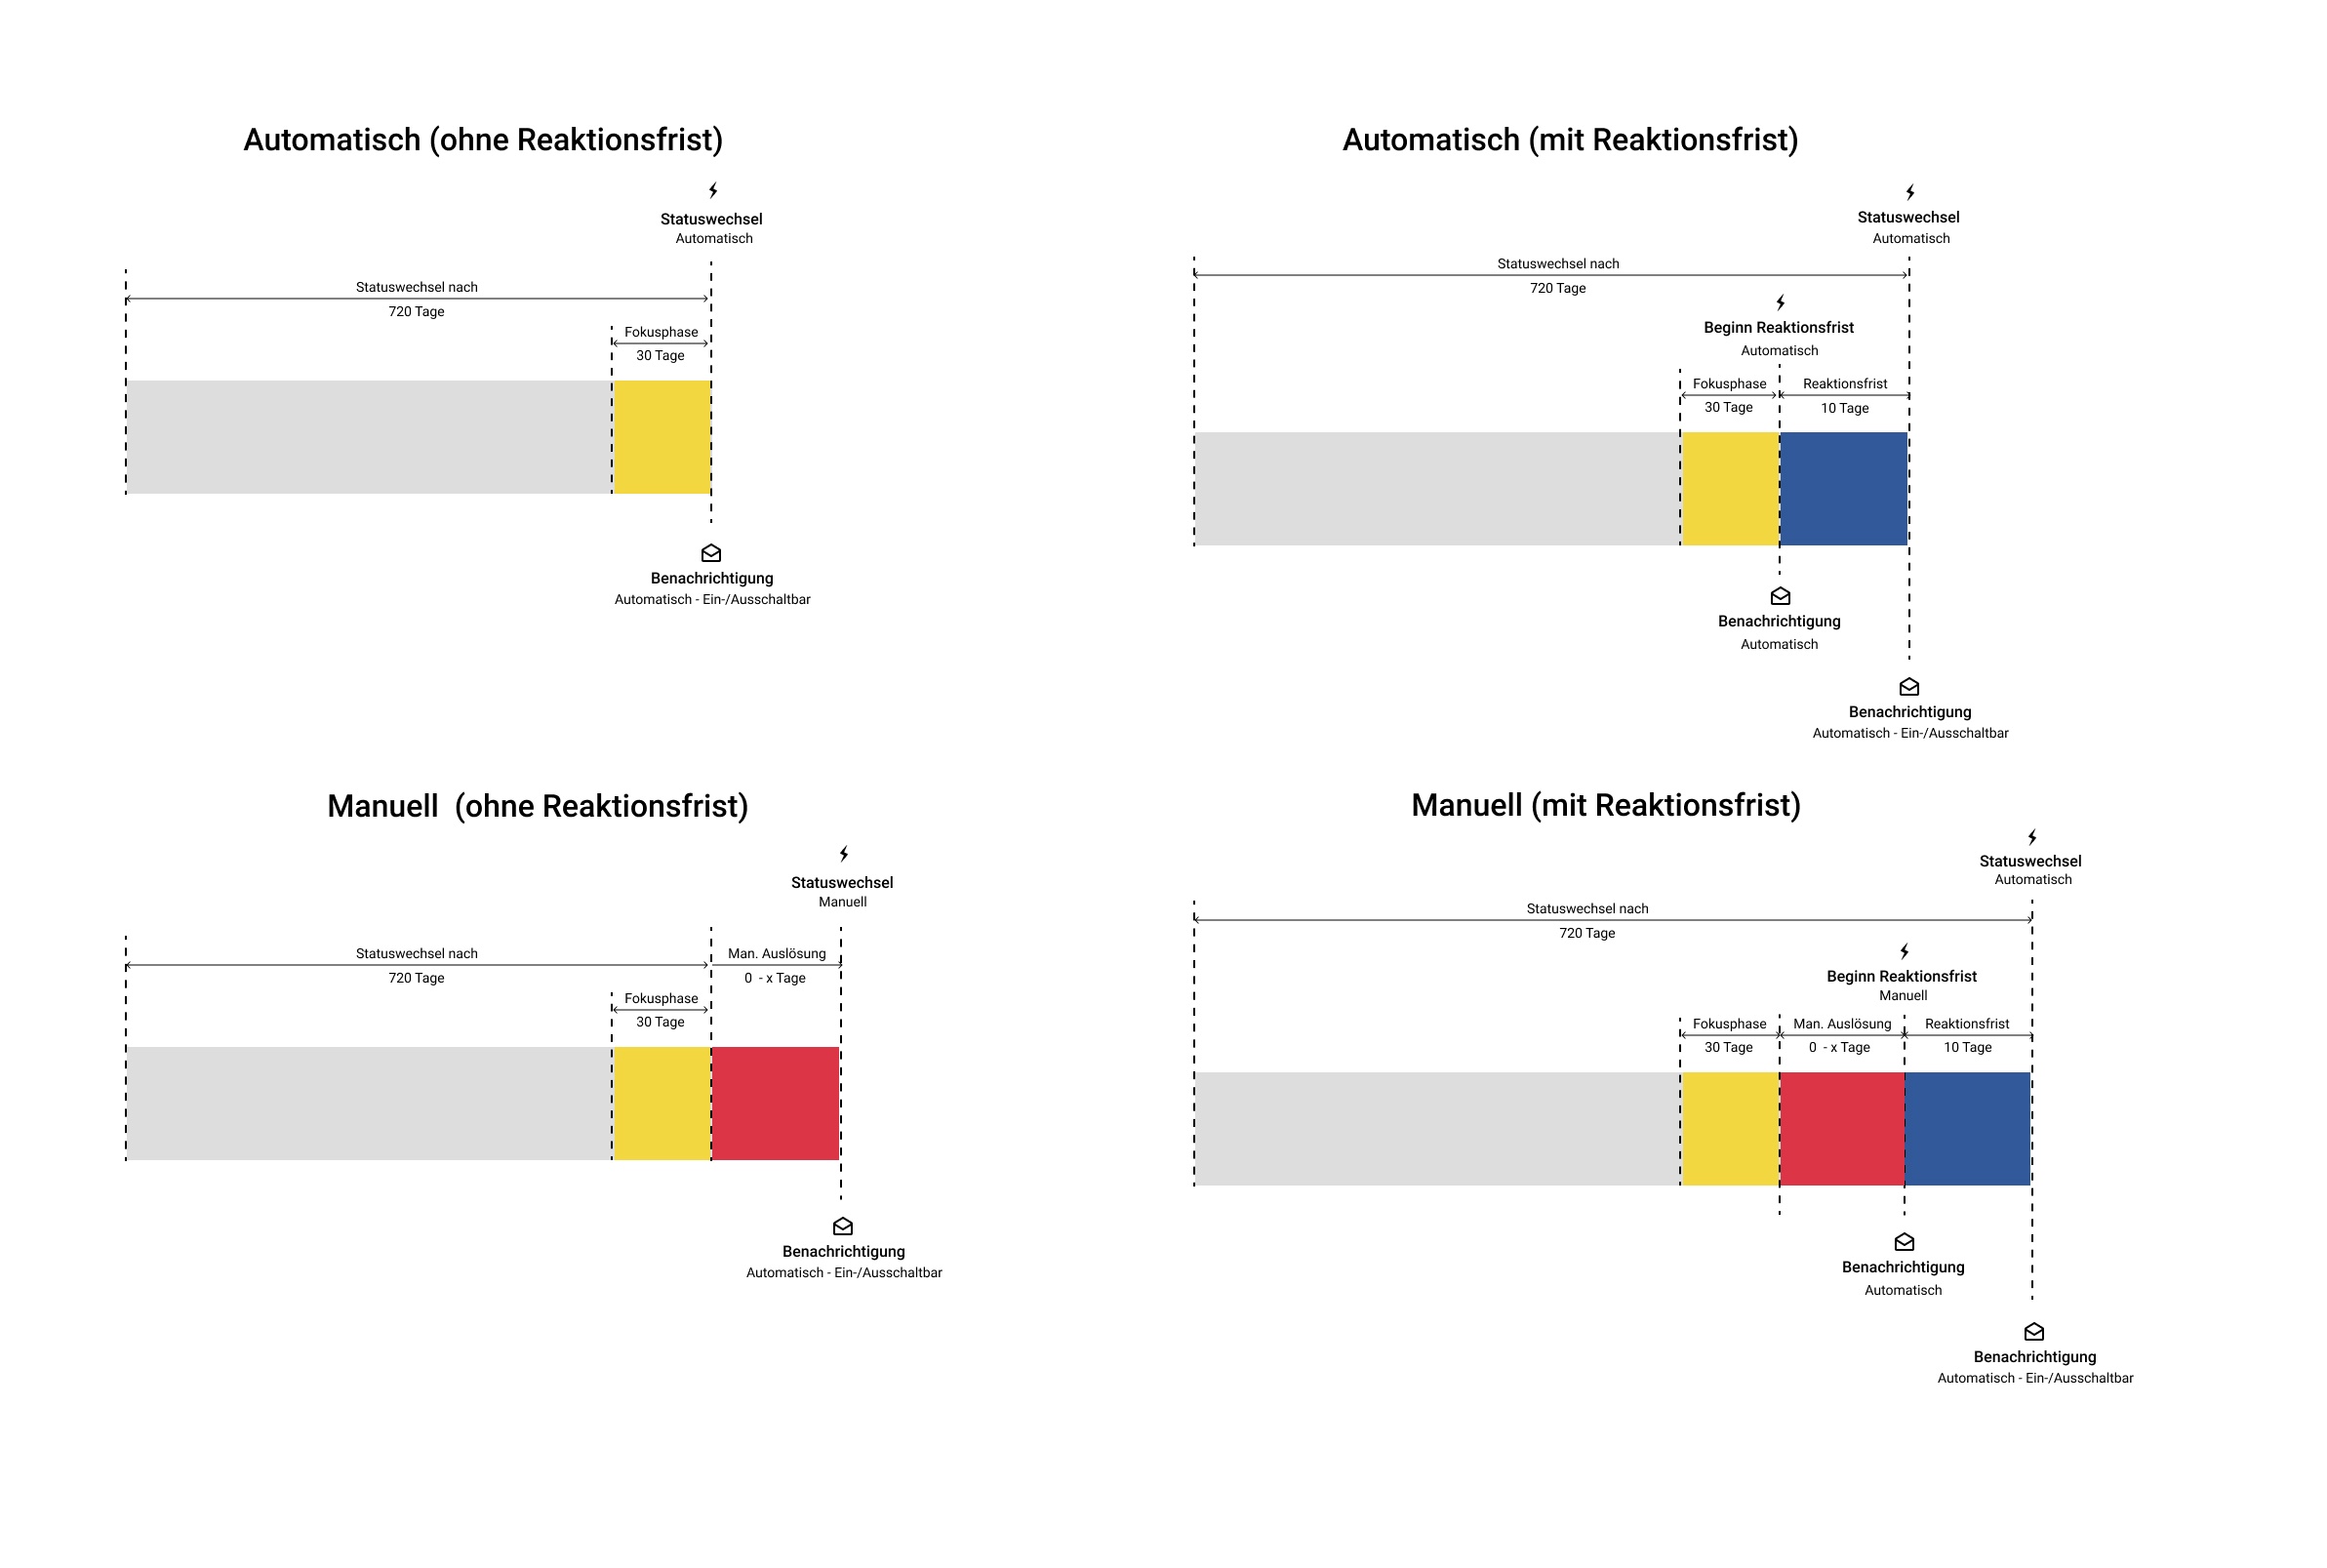 Automatisch (ohne Reaktionsfrist)
Statuswechsel
Automatisch
Statuswechsel nach
720 Tage
Fokusphase
30 Tage
Benachrichtigung
Automatisch - Ein-/Ausschaltbar
Automatisch (mit Reaktionsfrist)
Statuswechsel
Automatisch
Statuswechsel nach
720 Tage
Beginn Reaktionsfrist
Automatisch
Fokusphase
Reaktionsfrist
30 Tage
10 Tage
Benachrichtigung
Automatisch
Benachrichtigung
Automatisch - Ein-/Ausschaltbar
Manuell  (ohne Reaktionsfrist)
Statuswechsel
Manuell
Statuswechsel nach
Man. Auslösung
720 Tage
0  - x Tage
Fokusphase
30 Tage
Benachrichtigung
Automatisch - Ein-/Ausschaltbar
Manuell (mit Reaktionsfrist)
Statuswechsel
Automatisch
Statuswechsel nach
720 Tage
Beginn Reaktionsfrist
Manuell
Fokusphase
Man. Auslösung
Reaktionsfrist
30 Tage
0  - x Tage
10 Tage
Benachrichtigung
Automatisch
Benachrichtigung
Automatisch - Ein-/Ausschaltbar